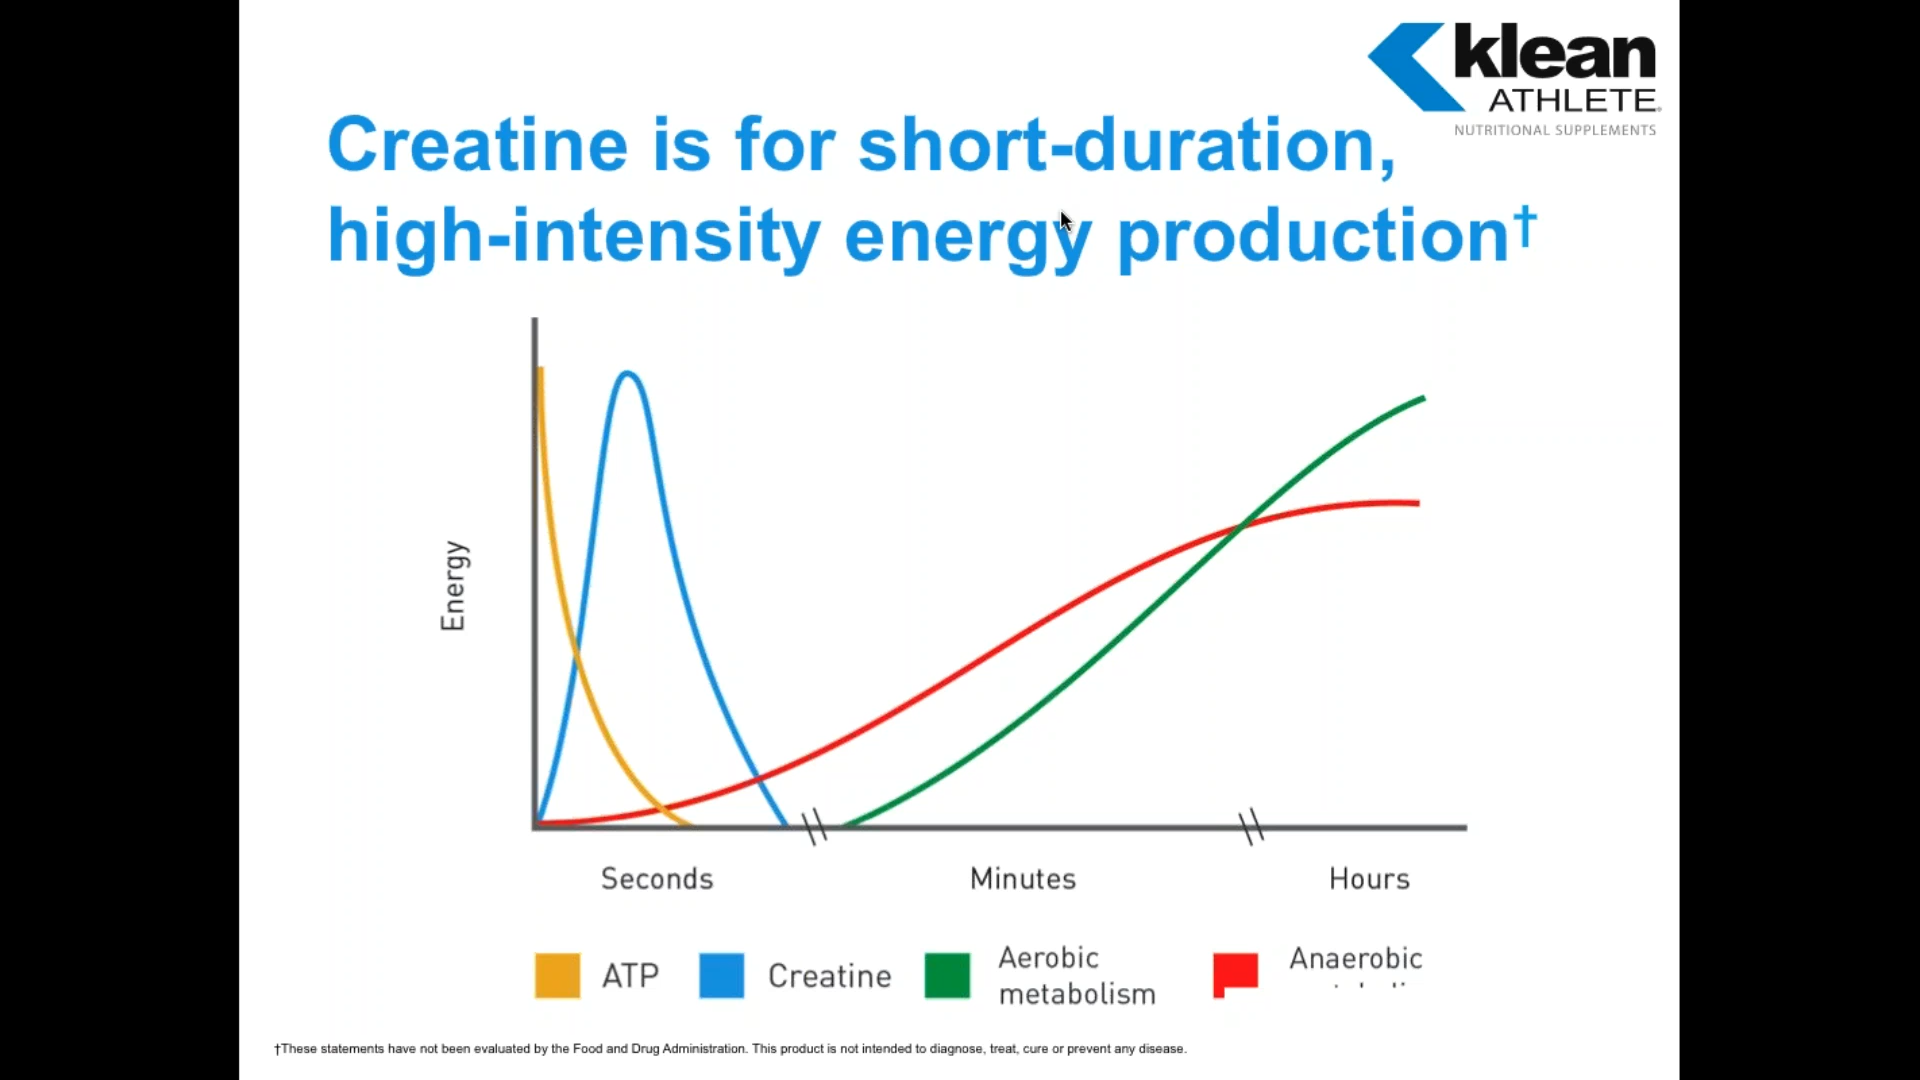 klean
ATHLETE
NUTRITIONAL SUPPLEMENTS
Creatine is for short-duration,
high-intensity energy production†
Energy
Seconds Minutes Hours
ATP
Creatine
Aerobic
metabolism
Anaerobic
†These statements have not been evaluated by the Food and Drug Administration. This product is not intended to diagnose, treat, cure or prevent any disease.